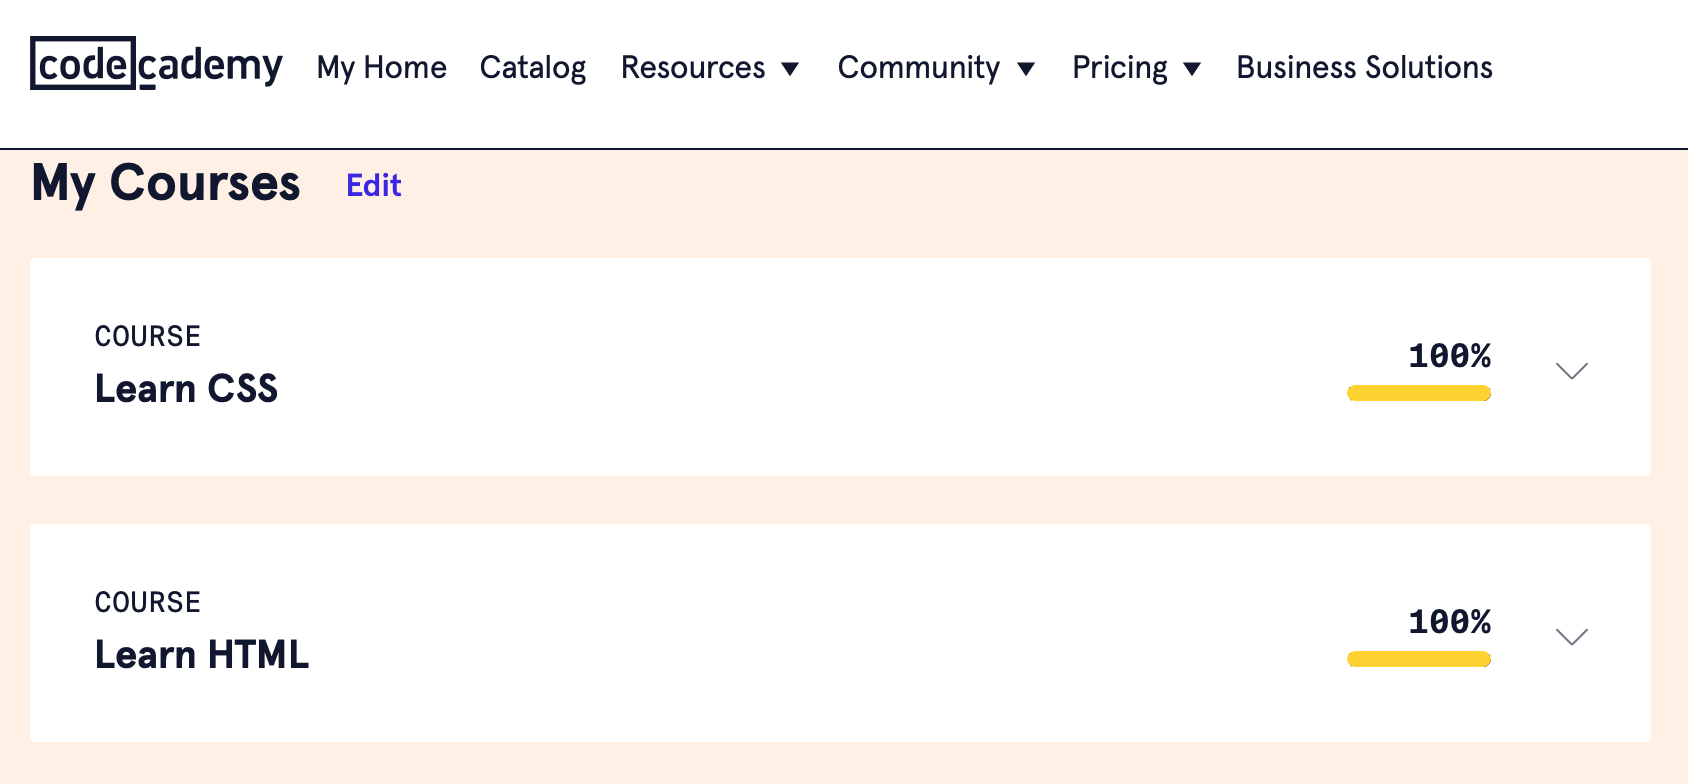 codecademy My Home Catalog Resources Community Pricing Business Solutions
My Courses Edit
COURSE
Learn CSS
100%
COURSE
Learn HTML
100%